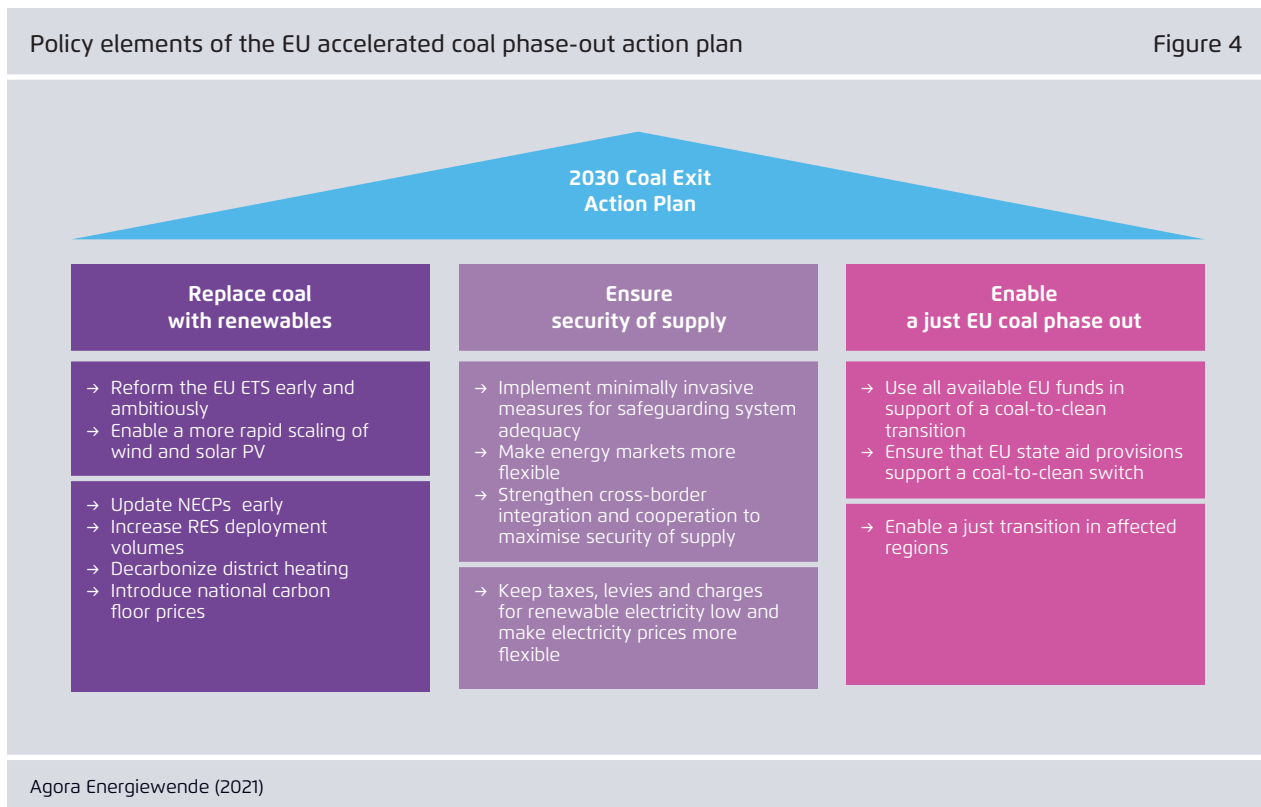 Policy elements of the EU accelerated coal phase-out action plan
Figure 4
2030 Coal Exit
Action Plan
Replace coal
with renewables
→ Reform the EU ETS early and
ambitiously
→ Enable a more rapid scaling of
wind and solar PV
→ Update NECPs early
→ Increase RES deployment
volumes
→ Decarbonize district heating
→ Introduce national carbon
floor prices
Ensure
security of supply
→ Implement minimally invasive
measures for safeguarding system
adequacy
→ Make energy markets more
flexible
→ Strengthen cross-border
integration and cooperation to
maximise security of supply
→ Keep taxes, levies and charges
for renewable electricity low and
make electricity prices more
flexible
Enable
a just EU coal phase out
→ Use all available EU funds in
support of a coal-to-clean
transition
→ Ensure that EU state aid provisions
support a coal-to-clean switch
→ Enable a just transition in affected
regions
Agora Energiewende (2021)